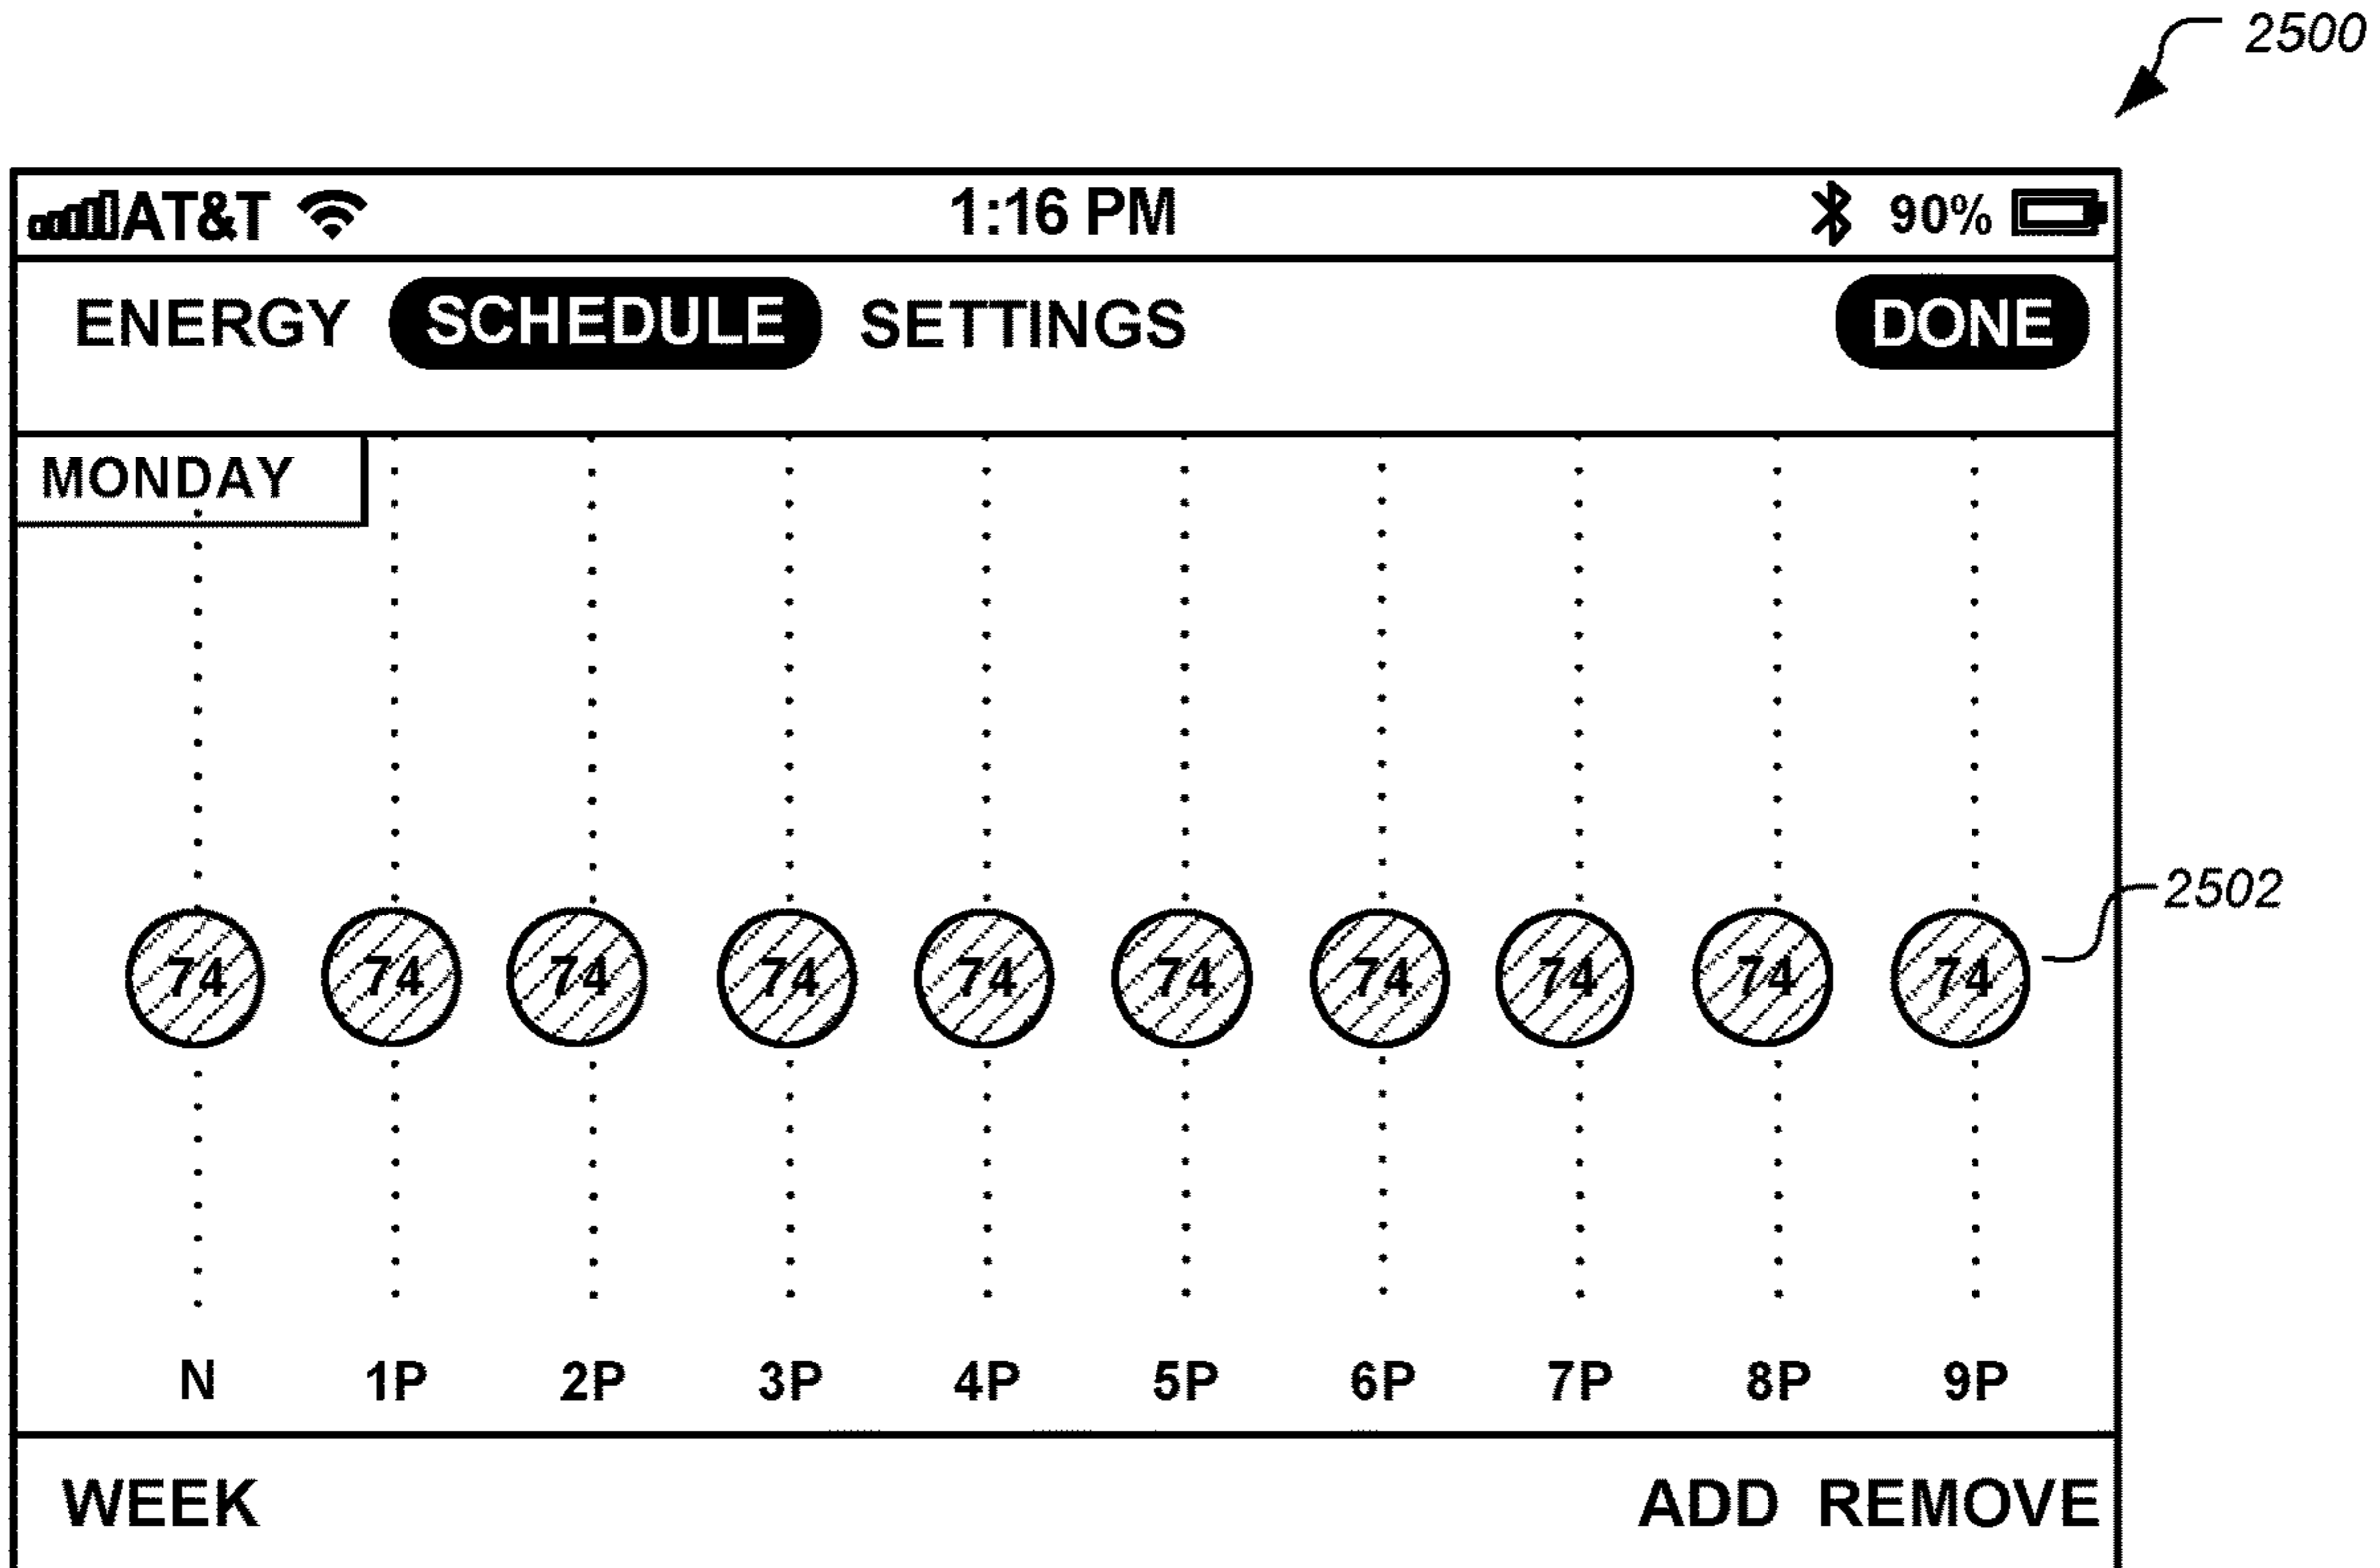 2500
AT&T 1:16 PM 90%
ENERGY SCHEDULE SETTINGS DONE
MONDAY
2502
74 74 74 74 74 74 74 74 74 74
N 1P 2P 3P 4P 5P 6P 7P 8P 9P
WEEK ADD REMOVE